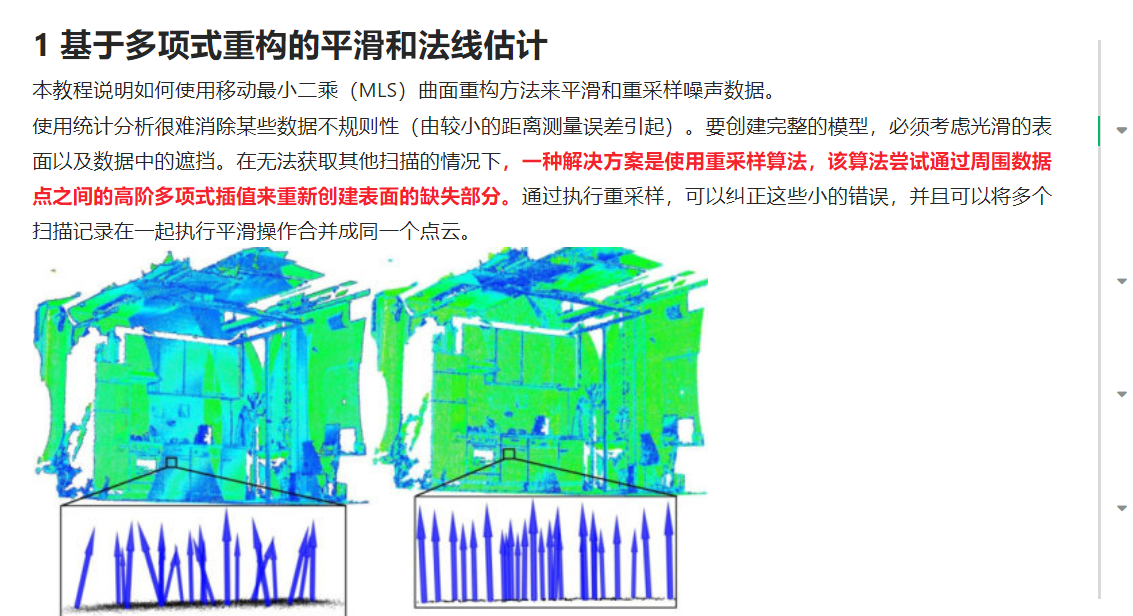 1 基于多项式重构的平滑和法线估计
本教程说明如何使用移动最小二乘（MLS）曲面重构方法来平滑和重采样噪声数据。
使用统计分析很难消除某些数据不规则性（由较小的距离测量误差引起）。要创建完整的模型，必须考虑光滑的表
面以及数据中的遮挡。在无法获取其他扫描的情况下，一种解决方案是使用重采样算法，该算法尝试通过周围数据
点之间的高阶多项式插值来重新创建表面的缺失部分。通过执行重采样，可以纠正这些小的错误，并且可以将多个
扫描记录在一起执行平滑操作合并成同一个点云。